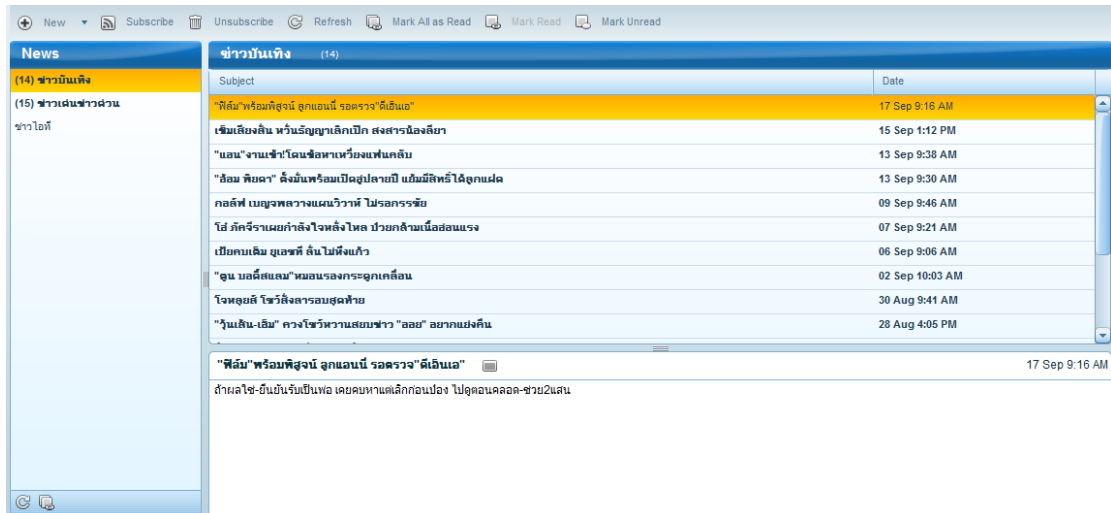 New Subscribe Unsubscribe Refresh Mark All as Read Mark Read Mark Unread
News
(14) ข่าวบันเทิง
(15) ข่าวเด่นข่าวด่วน
ข่าวไอที
ข่าวบันเทิง (14)
Subject Date
"ฟิล์ม"พร้อมพิสูจน์ ลูกแอนนี่ รอตรวจ"ดีเอ็นเอ" 17 Sep 9:16 AM
เข้มเสียงสั่น หวั่นธัญญาเลิกเป๊ก สงสารน้องลียา 15 Sep 1:12 PM
"แอน"งานเข้า!โดนข้อหาเหวี่ยงแฟนคลับ 13 Sep 9:38 AM
"อ้อม พิยดา" ตั้งมั่นพร้อมเปิดอู่ปลายปี แย้มมีสิทธิ์ได้ลูกแฝด 13 Sep 9:30 AM
กอล์ฟ เบญจพลวางแผนวิวาห์ ไม่รอกรรชัย 09 Sep 9:46 AM
โส่ ภัคจีราเผยกำลังใจหลั่งไหล ป่วยกล้ามเนื้ออ่อนแรง 07 Sep 9:21 AM
เป้ยคบเดิม ยูเอชที ลั่นไม่หึงแก้ว 06 Sep 9:06 AM
"ตูน บอดี้สแลม"หมอนรองกระดูกเคลื่อน 02 Sep 10:03 AM
โจหลุยส์ โชว์สั่งลารอบสุดท้าย 30 Aug 9:41 AM
"วุ้นเส้น-เอิม" ควงโชว์หวานสยบข่าว "ออย" อยากแย่งคืน 28 Aug 4:05 PM
"ฟิล์ม"พร้อมพิสูจน์ ลูกแอนนี่ รอตรวจ"ดีเอ็นเอ" 17 Sep 9:16 AM
ถ้าผลใช่-ยืนยันรับเป็นพ่อ เคยคบหาแต่เลิกก่อนป่อง ไปดูตอนคลอด-ช่วย2แสน